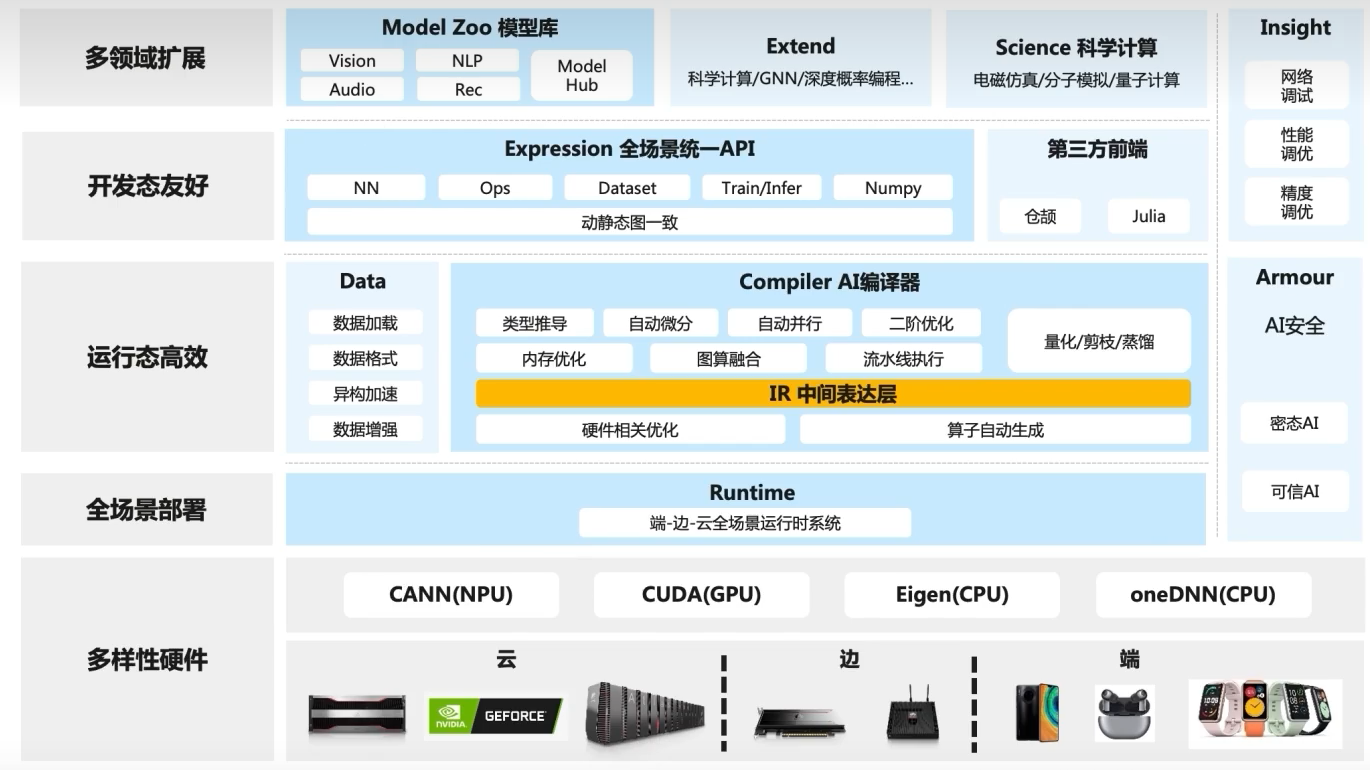 多领域扩展
Model Zoo 模型库
Vision
NLP
Model
Hub
Audio
Rec
Extend
科学计算/GNN/深度概率编程...
Science 科学计算
电磁仿真/分子模拟/量子计算
Insight
网络
调试
性能
调优
精度
调优
开发态友好
Expression 全场景统一API
NN
Ops
Dataset
Train/Infer
Numpy
动静态图一致
第三方前端
仓颉
Julia
运行态高效
Data
数据加载
数据格式
异构加速
数据增强
Compiler AI编译器
类型推导
自动微分
自动并行
二阶优化
量化/剪枝/蒸馏
内存优化
图算融合
流水线执行
IR 中间表达层
硬件相关优化
算子自动生成
Armour
AI安全
密态AI
可信AI
全场景部署
Runtime
端-边-云全场景运行时系统
多样性硬件
CANN(NPU)
CUDA(GPU)
Eigen(CPU)
oneDNN(CPU)
云
边
端
NVIDIA
GEFORCE